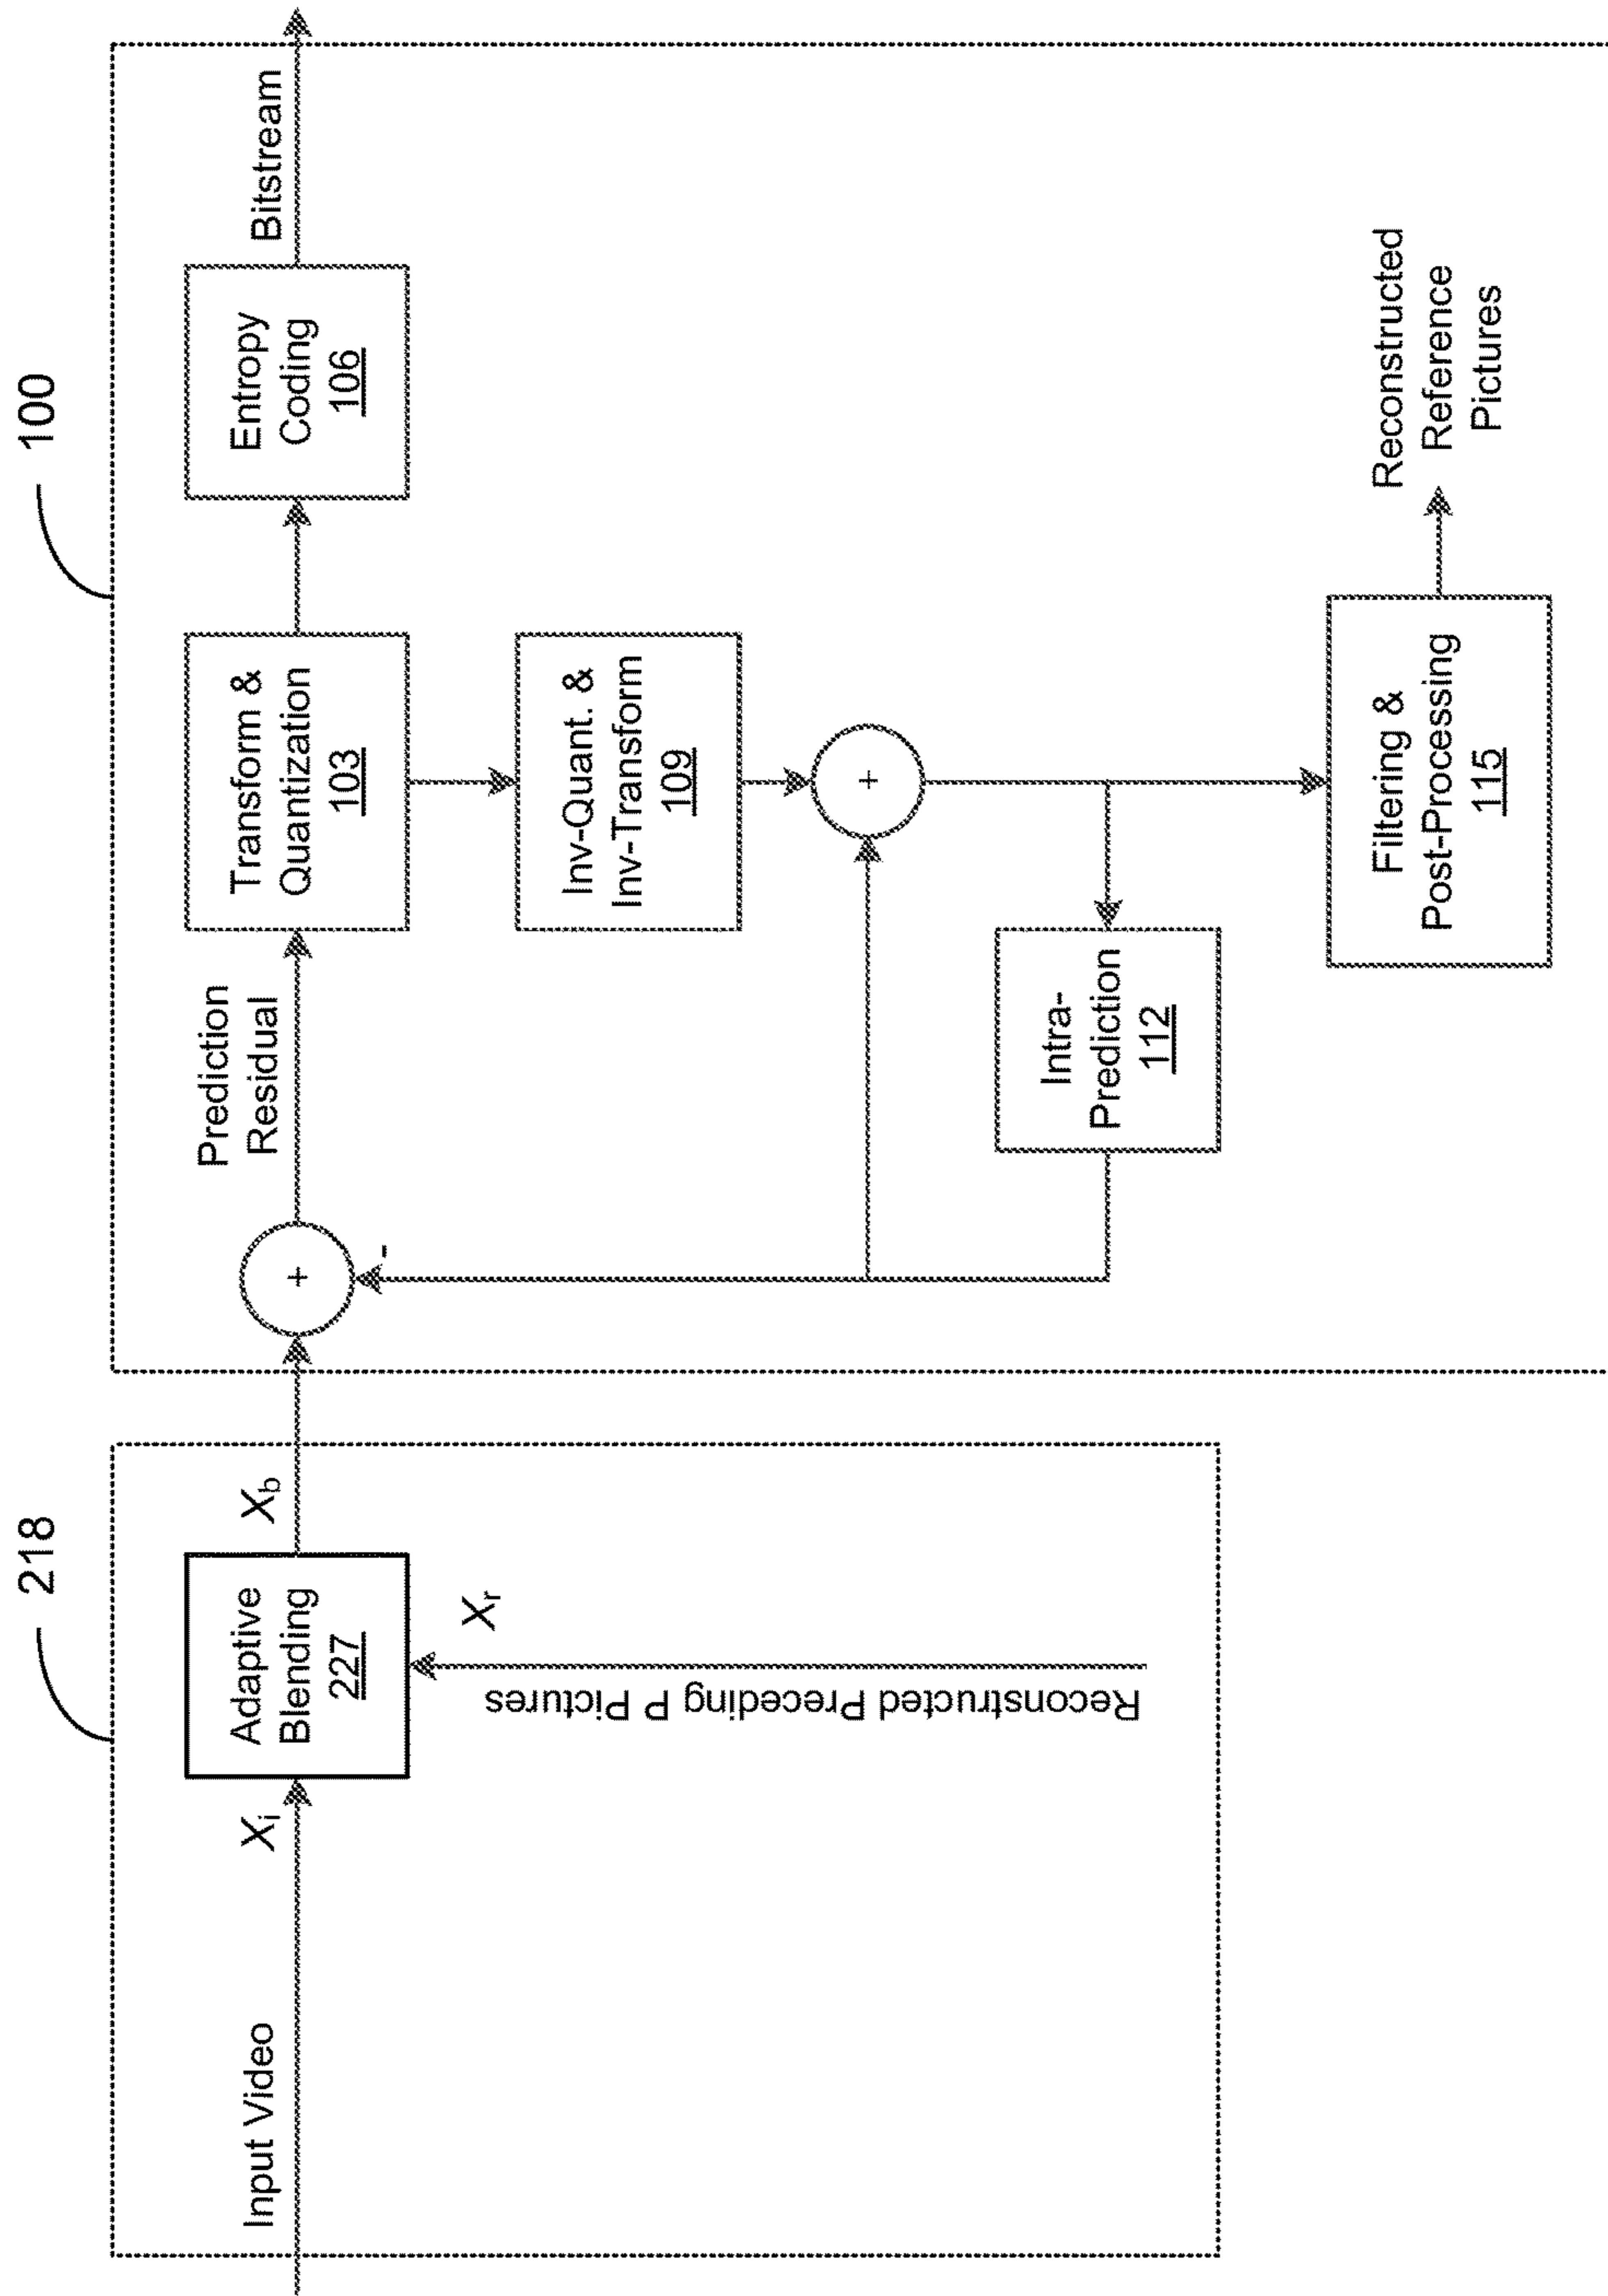 218
100
Input Video
Xi
Adaptive
Blending
227
Xb
Xr
Reconstructed Preceding P Pictures
+
-
Prediction
Residual
Transform &
Quantization
103
Entropy
Coding
106
Bitstream
Inv-Quant. &
Inv-Transform
109
+
Intra-
Prediction
112
Filtering &
Post-Processing
115
Reconstructed
Reference
Pictures